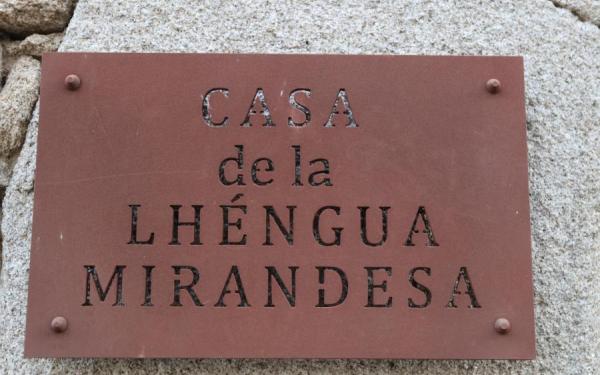 CASA
de la
LHÉNGUA
MIRANDESA